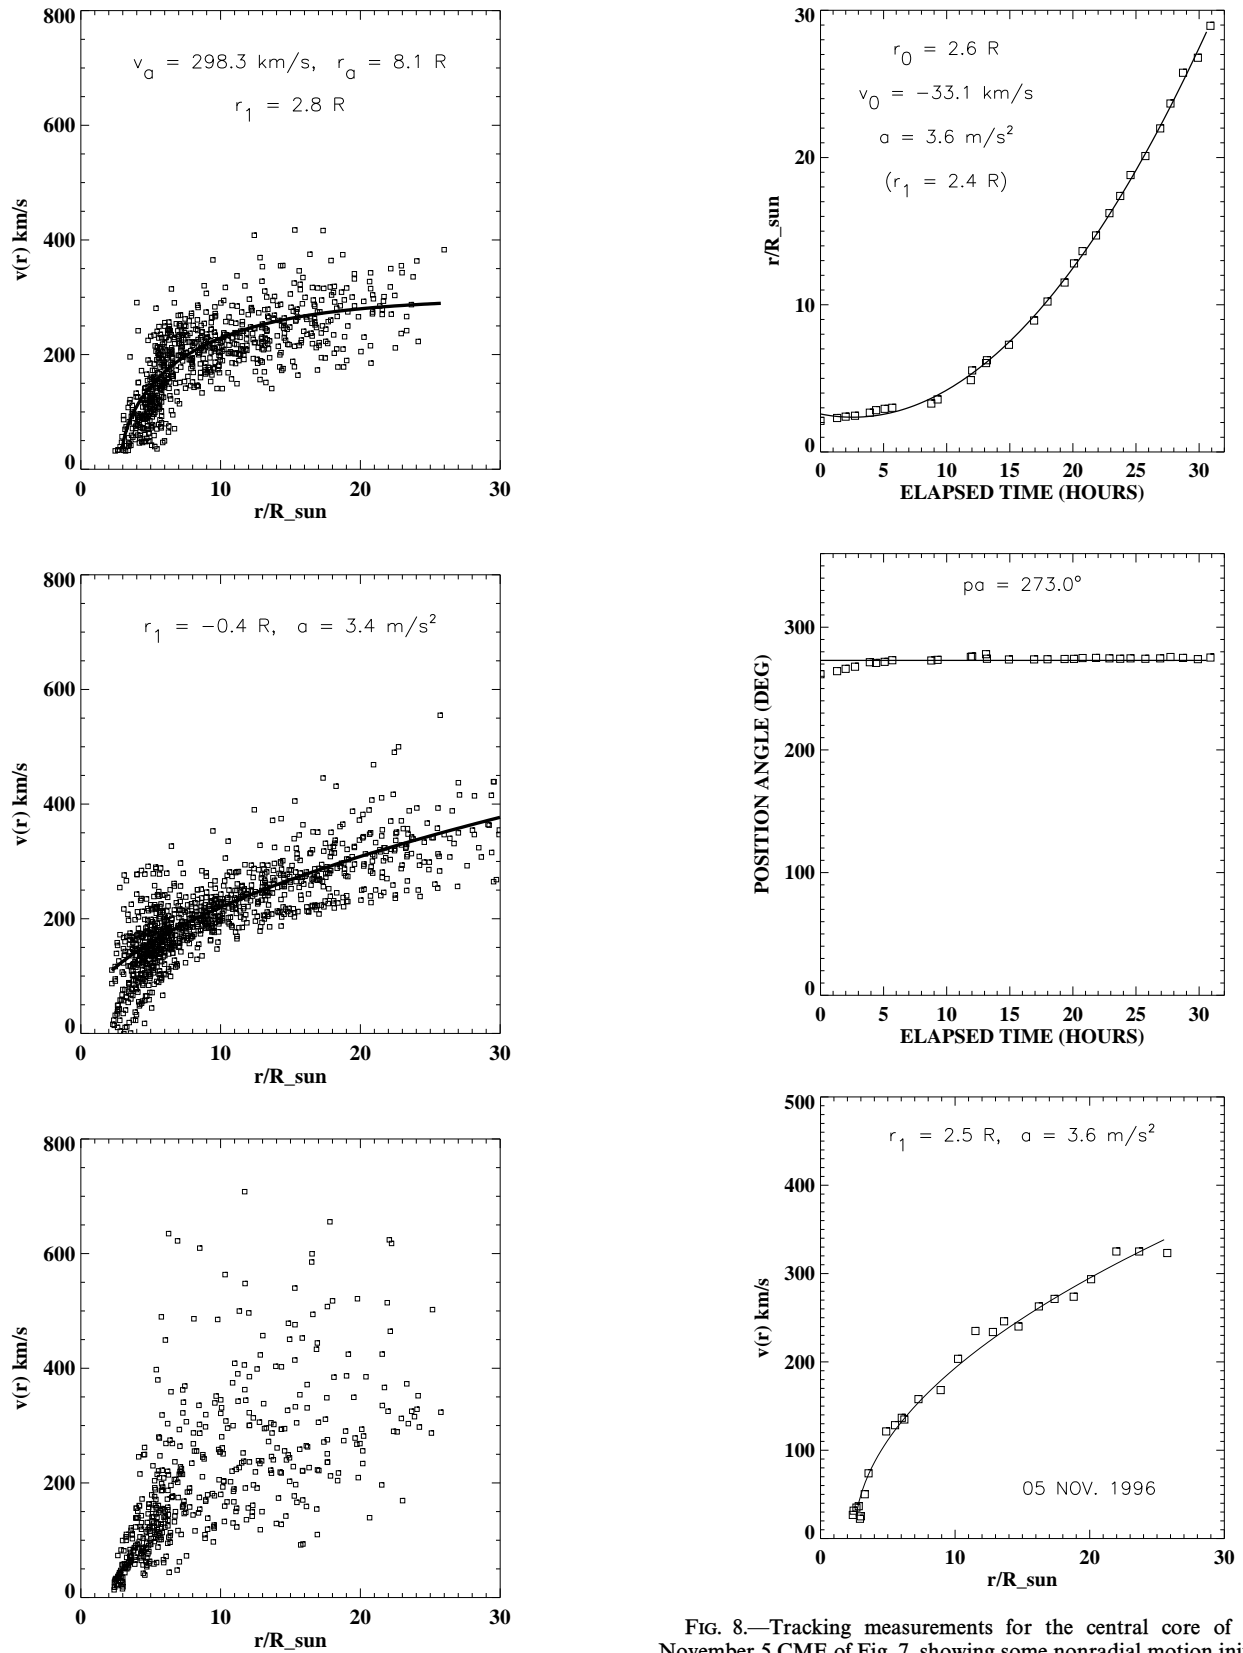 800
600
400
200
0
v(r) km/s
v_a = 298.3 km/s, r_a = 8.1 R
r_1 = 2.8 R
0 10 20 30
r/R_sun
800
600
400
200
0
v(r) km/s
r_1 = −0.4 R, a = 3.4 m/s²
0 10 20 30
r/R_sun
800
600
400
200
0
v(r) km/s
0 10 20 30
r/R_sun
30
20
10
0
r/R_sun
r_0 = 2.6 R
v_0 = −33.1 km/s
a = 3.6 m/s²
(r_1 = 2.4 R)
0 5 10 15 20 25 30
ELAPSED TIME (HOURS)
300
200
100
0
POSITION ANGLE (DEG)
pa = 273.0°
0 5 10 15 20 25 30
ELAPSED TIME (HOURS)
500
400
300
200
100
0
v(r) km/s
r_1 = 2.5 R, a = 3.6 m/s²
05 NOV. 1996
0 10 20 30
r/R_sun
FIG. 8.—Tracking measurements for the central core of
November 5 CME of Fig. 7, showing some nonradial motion